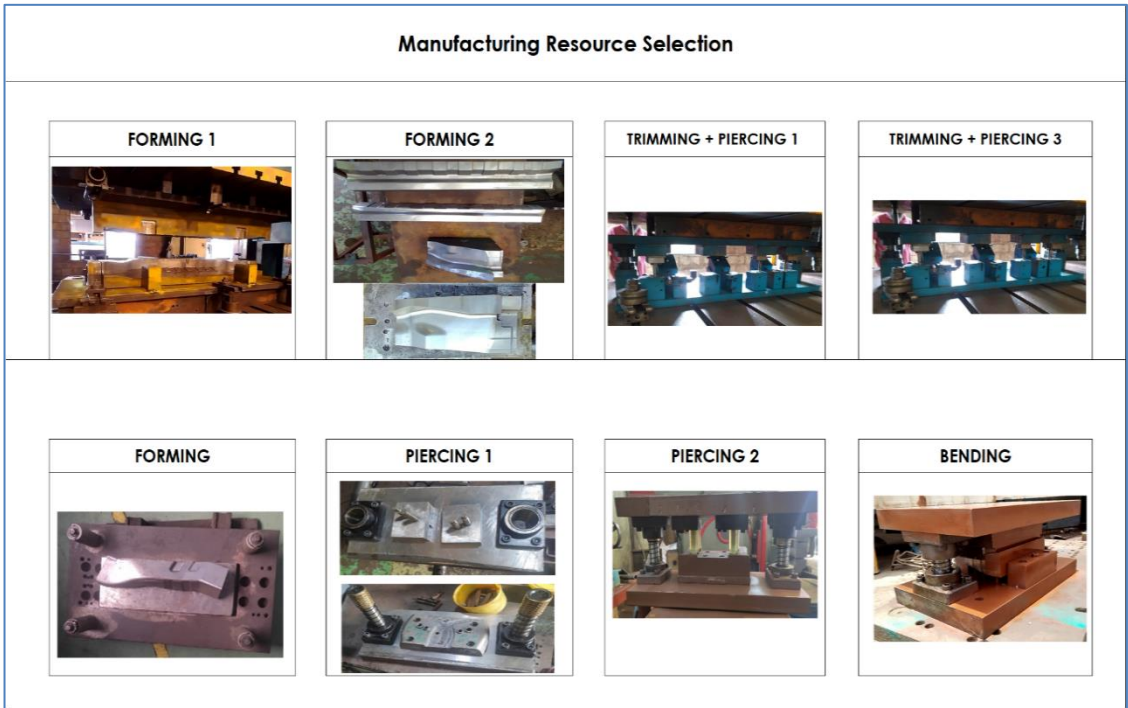 Manufacturing Resource Selection
FORMING 1
FORMING 2
TRIMMING + PIERCING 1
TRIMMING + PIERCING 3
FORMING
PIERCING 1
PIERCING 2
BENDING